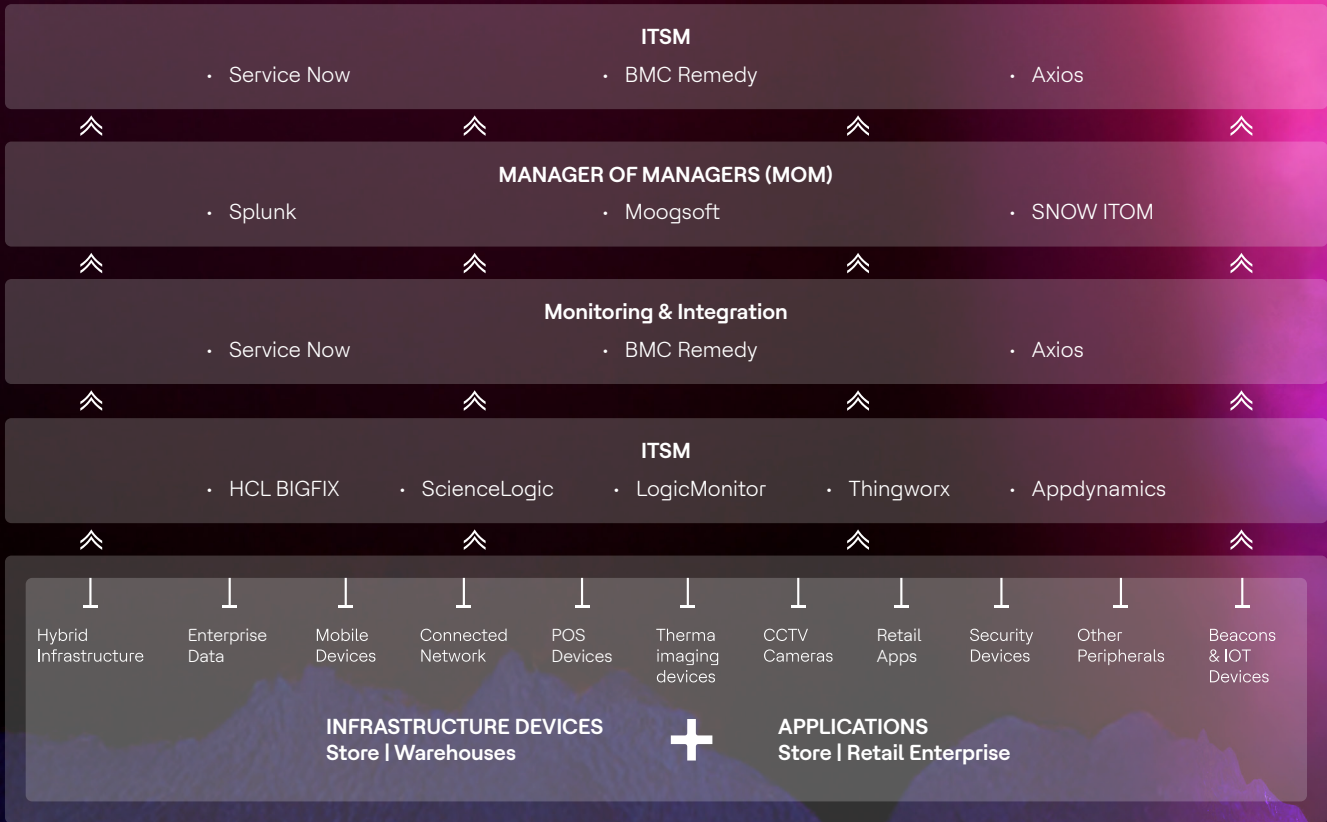 ITSM
· Service Now · BMC Remedy · Axios
MANAGER OF MANAGERS (MOM)
· Splunk · Moogsoft · SNOW ITOM
Monitoring & Integration
· Service Now · BMC Remedy · Axios
ITSM
· HCL BIGFIX · ScienceLogic · LogicMonitor · Thingworx · Appdynamics
Hybrid
Infrastructure
Enterprise
Data
Mobile
Devices
Connected
Network
POS
Devices
Therma
imaging
devices
CCTV
Cameras
Retail
Apps
Security
Devices
Other
Peripherals
Beacons
& IOT
Devices
INFRASTRUCTURE DEVICES
Store | Warehouses
+
APPLICATIONS
Store | Retail Enterprise